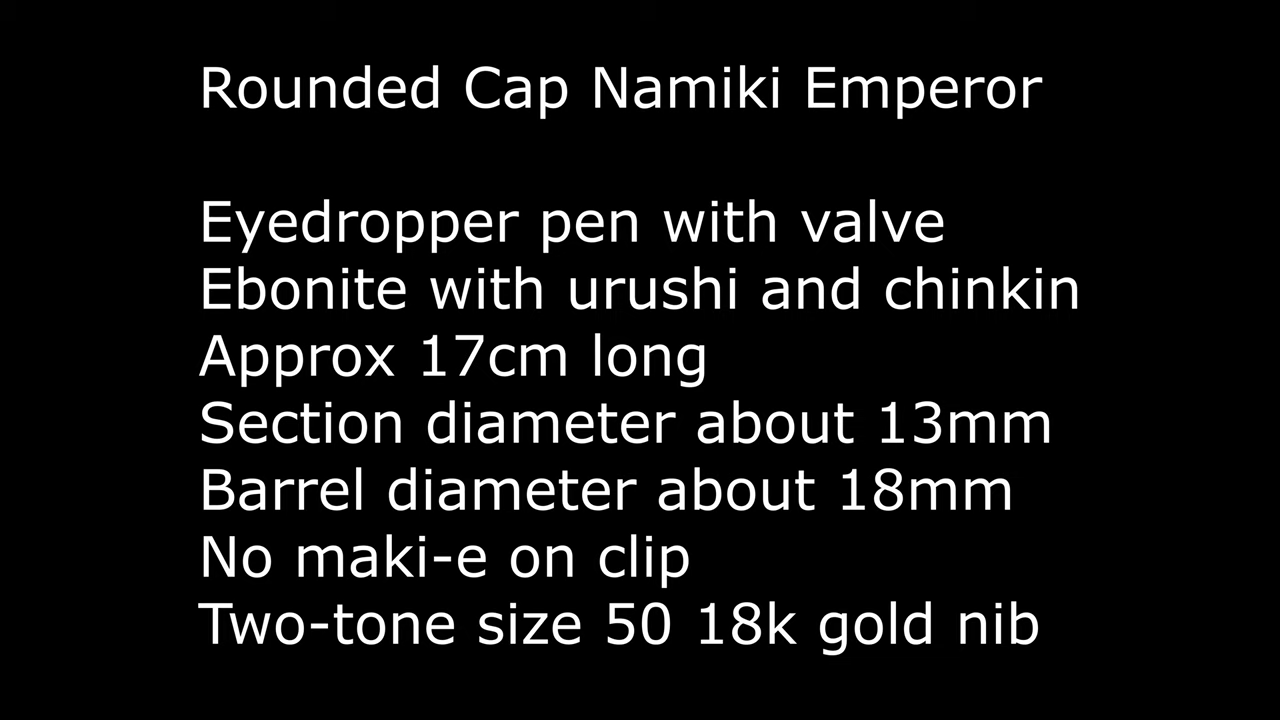 Rounded Cap Namiki Emperor
Eyedropper pen with valve
Ebonite with urushi and chinkin
Approx 17cm long
Section diameter about 13mm
Barrel diameter about 18mm
No maki-e on clip
Two-tone size 50 18k gold nib